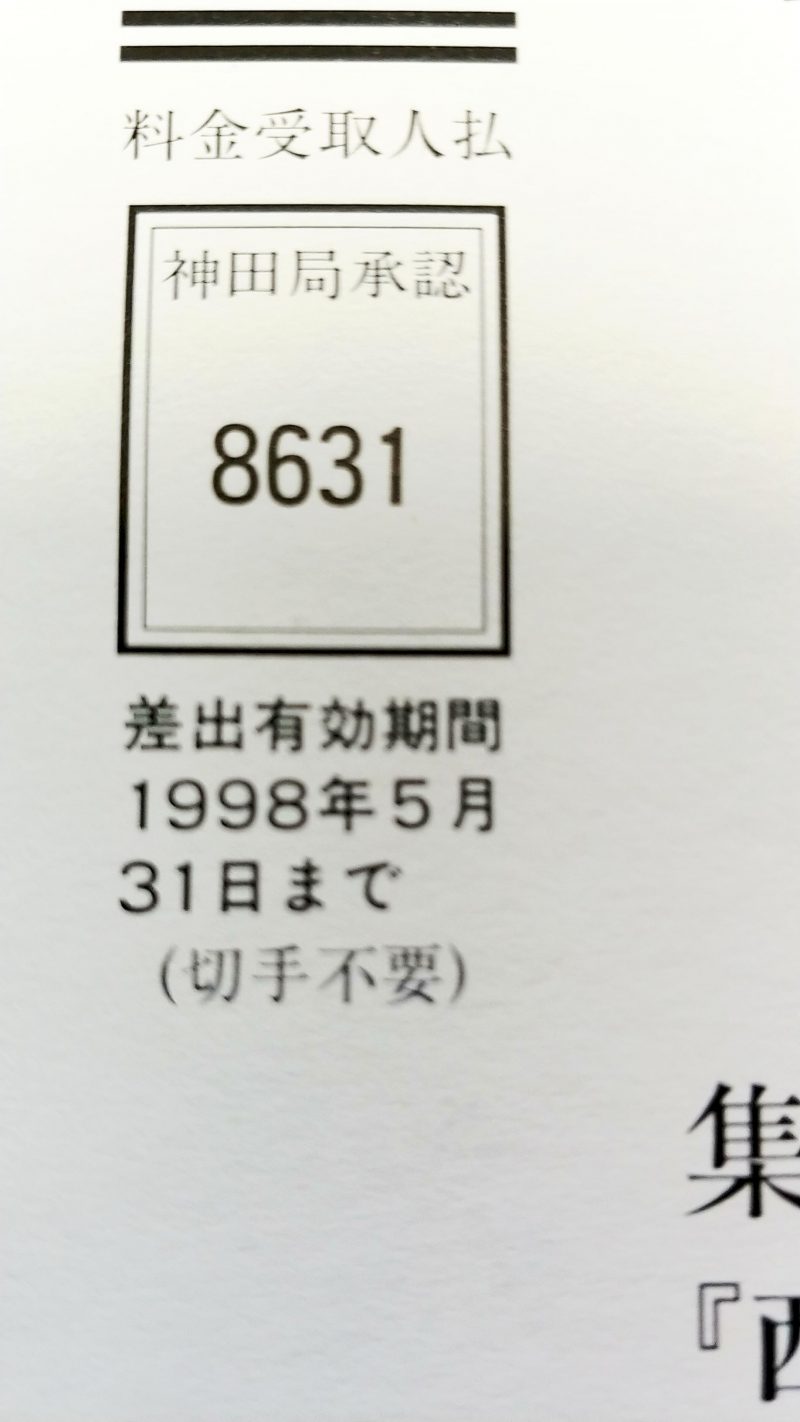 料金受取人払
神田局承認
8631
差出有効期間
1998年5月
31日まで
(切手不要)
集
『西